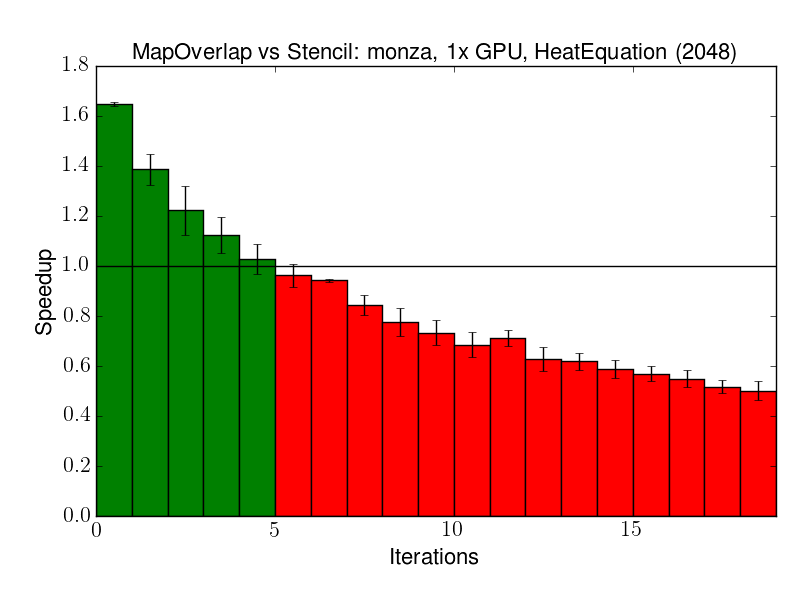 MapOverlap vs Stencil: monza, 1x GPU, HeatEquation (2048)
1.8
1.6
1.4
1.2
1.0
0.8
0.6
0.4
0.2
0.0
Speedup
0 5 10 15
Iterations